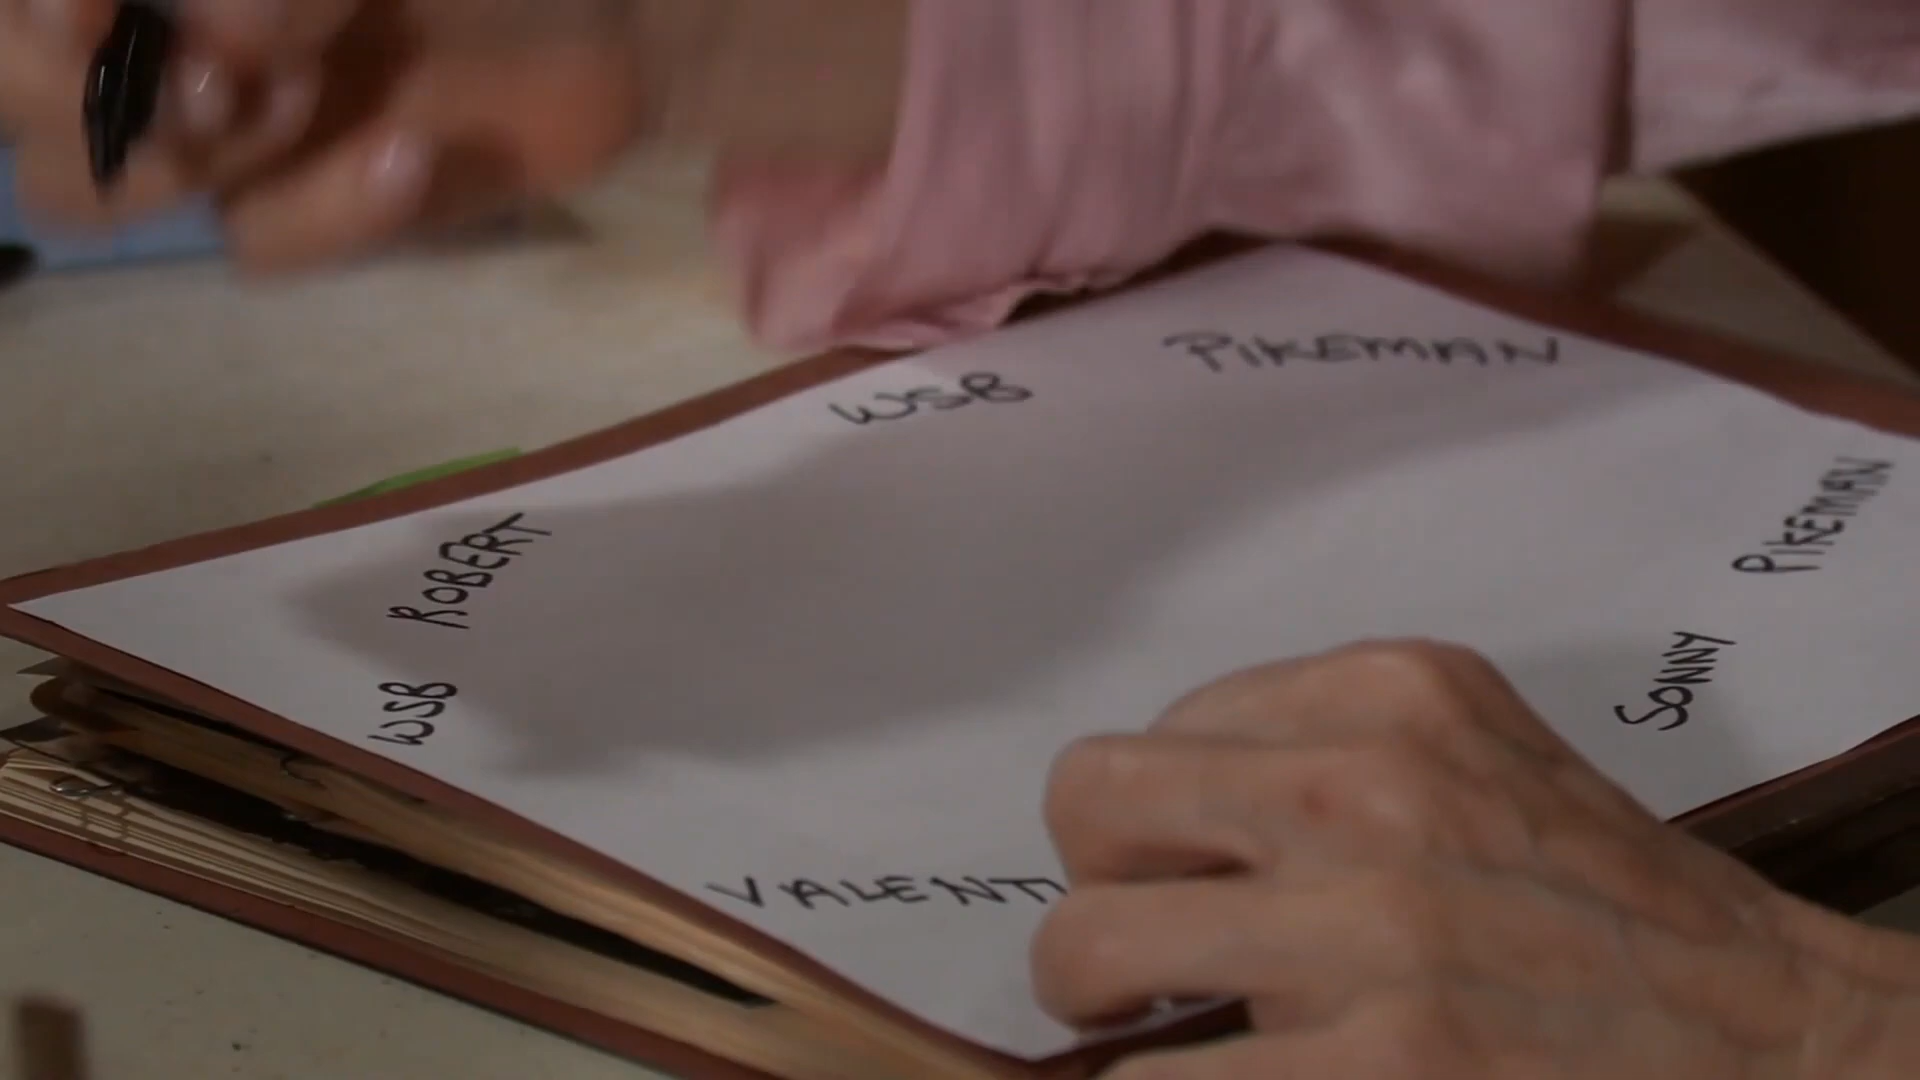 WSB PIKEMAN
ROBERT
PIKEMAN
WSB
SONNY
VALENT